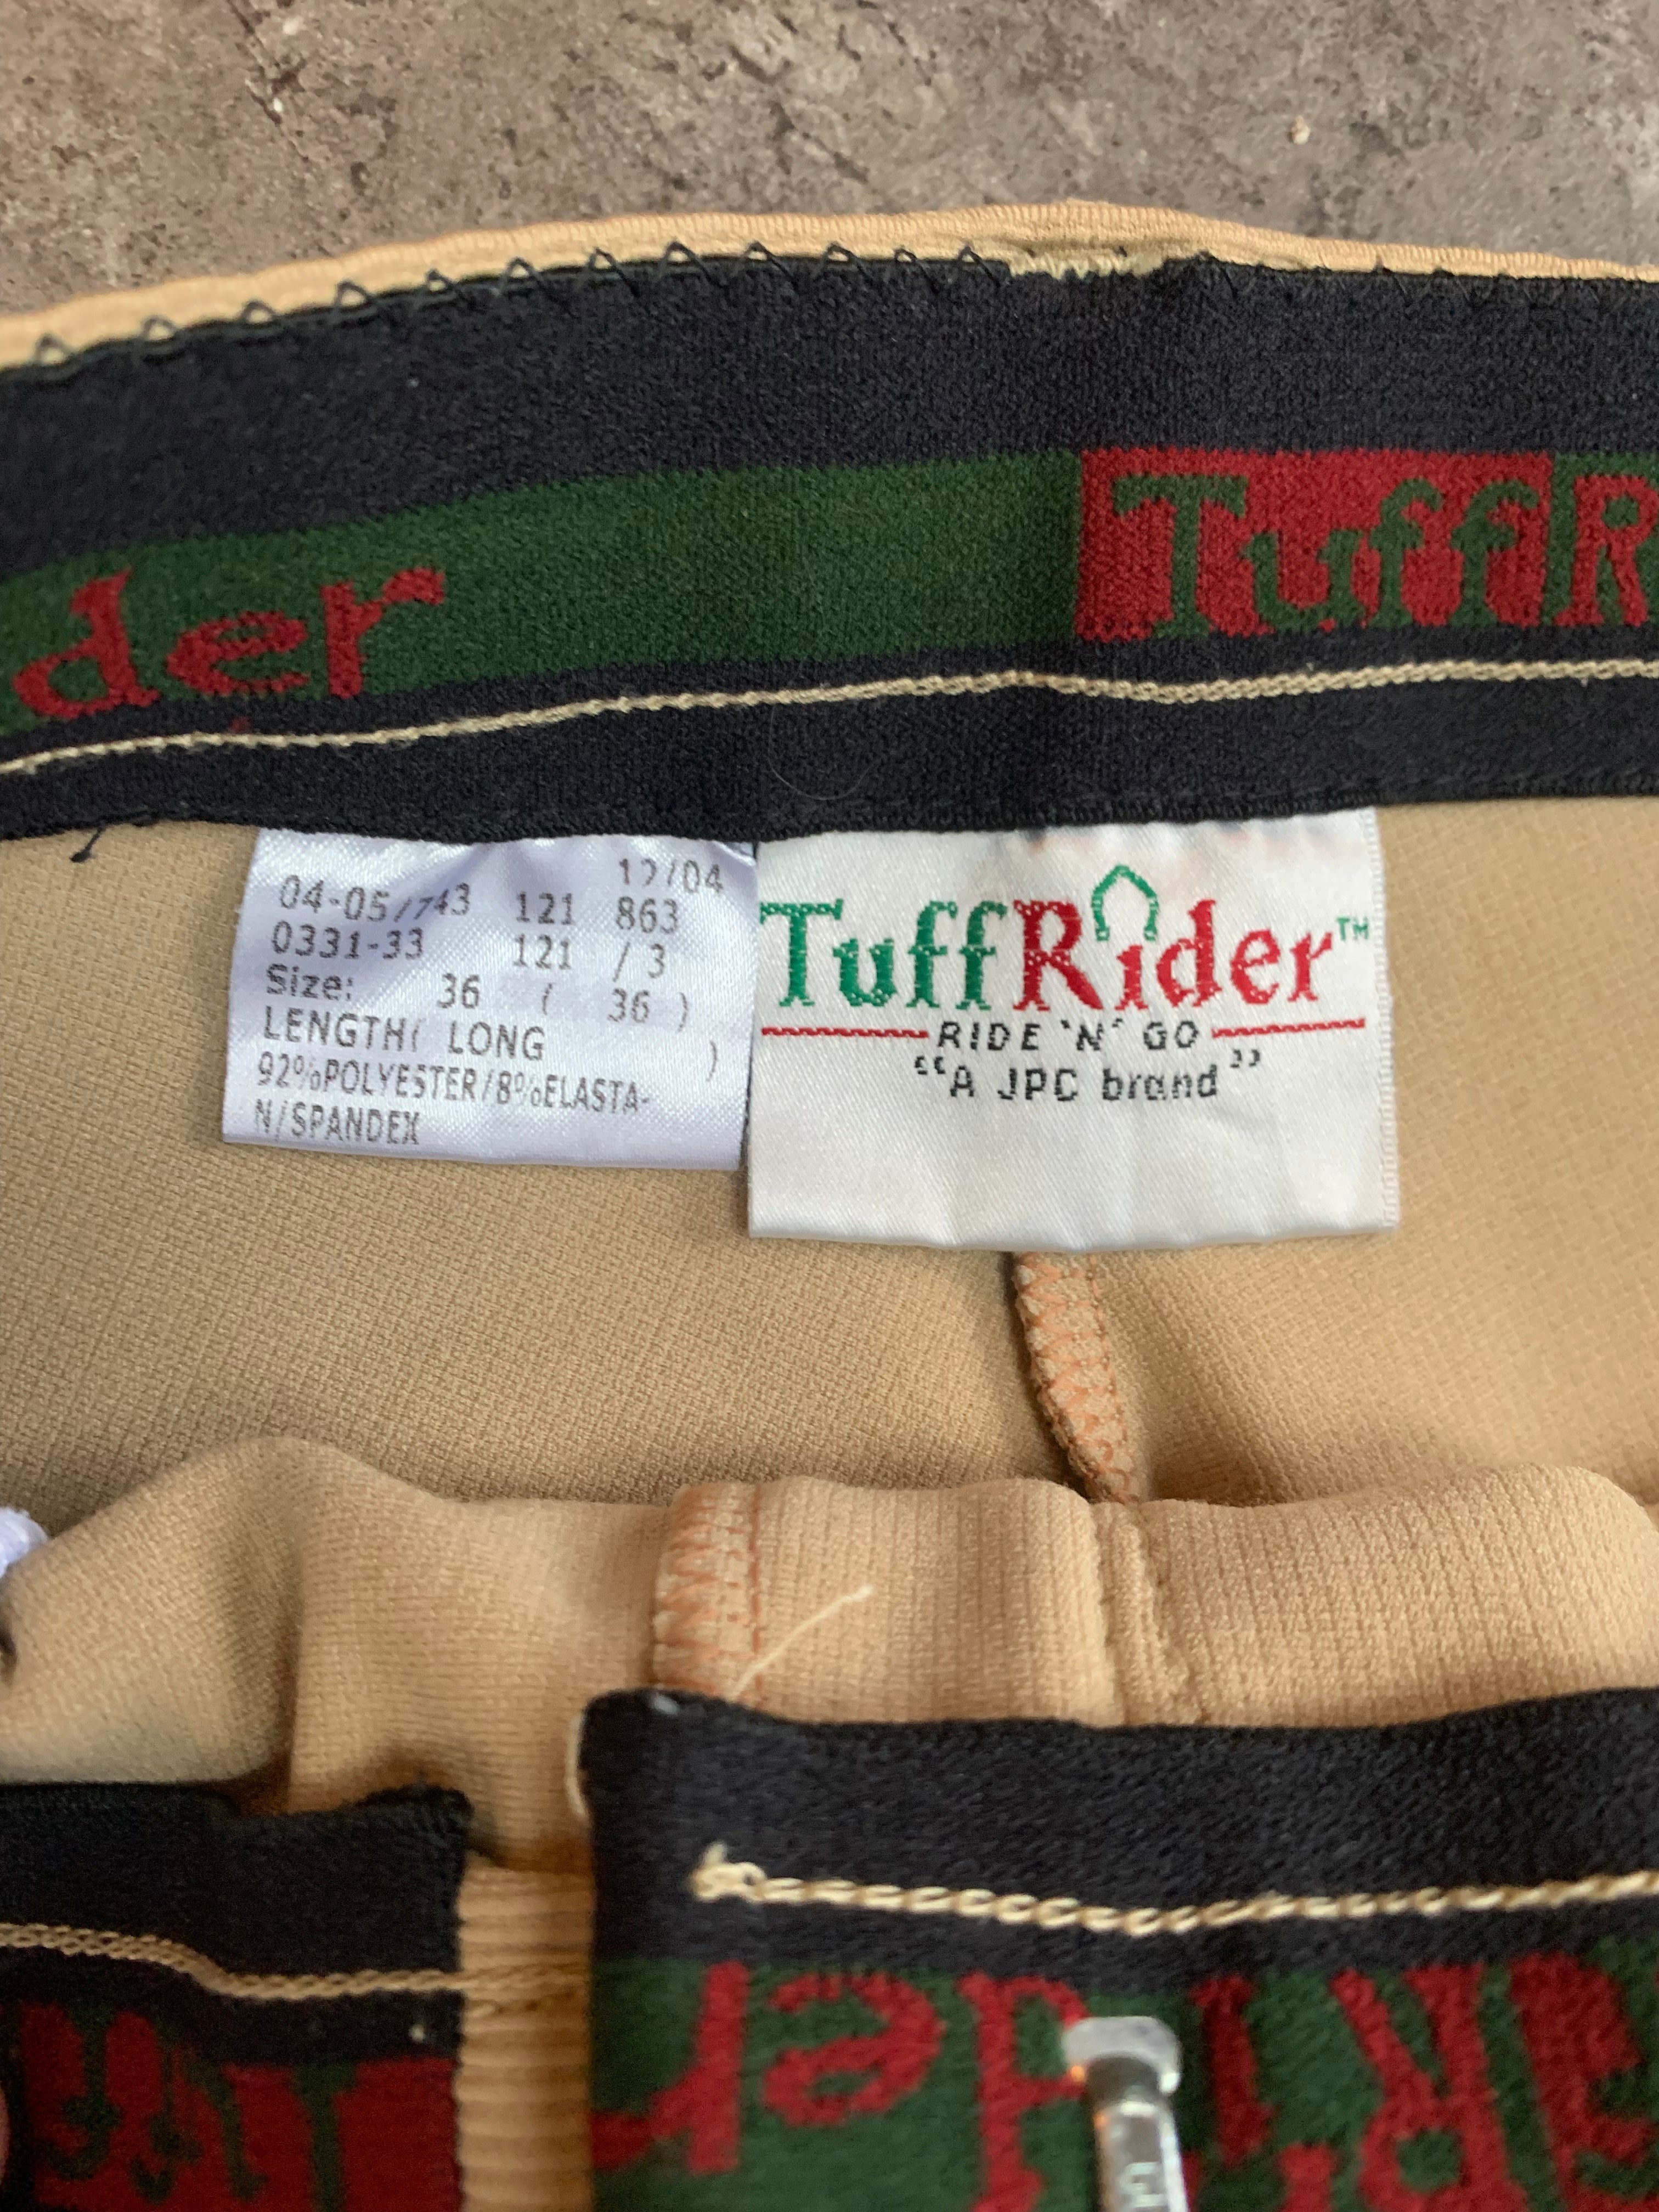 der
TuffR
12/04
04-05/743 121 863
0331-33 121 / 3
Size: 36 ( 36 )
LENGTH( LONG )
92%POLYESTER/8%ELASTA-
N/SPANDEX
TuffRider™
RIDE 'N' GO
“A JPC brand”
Rider